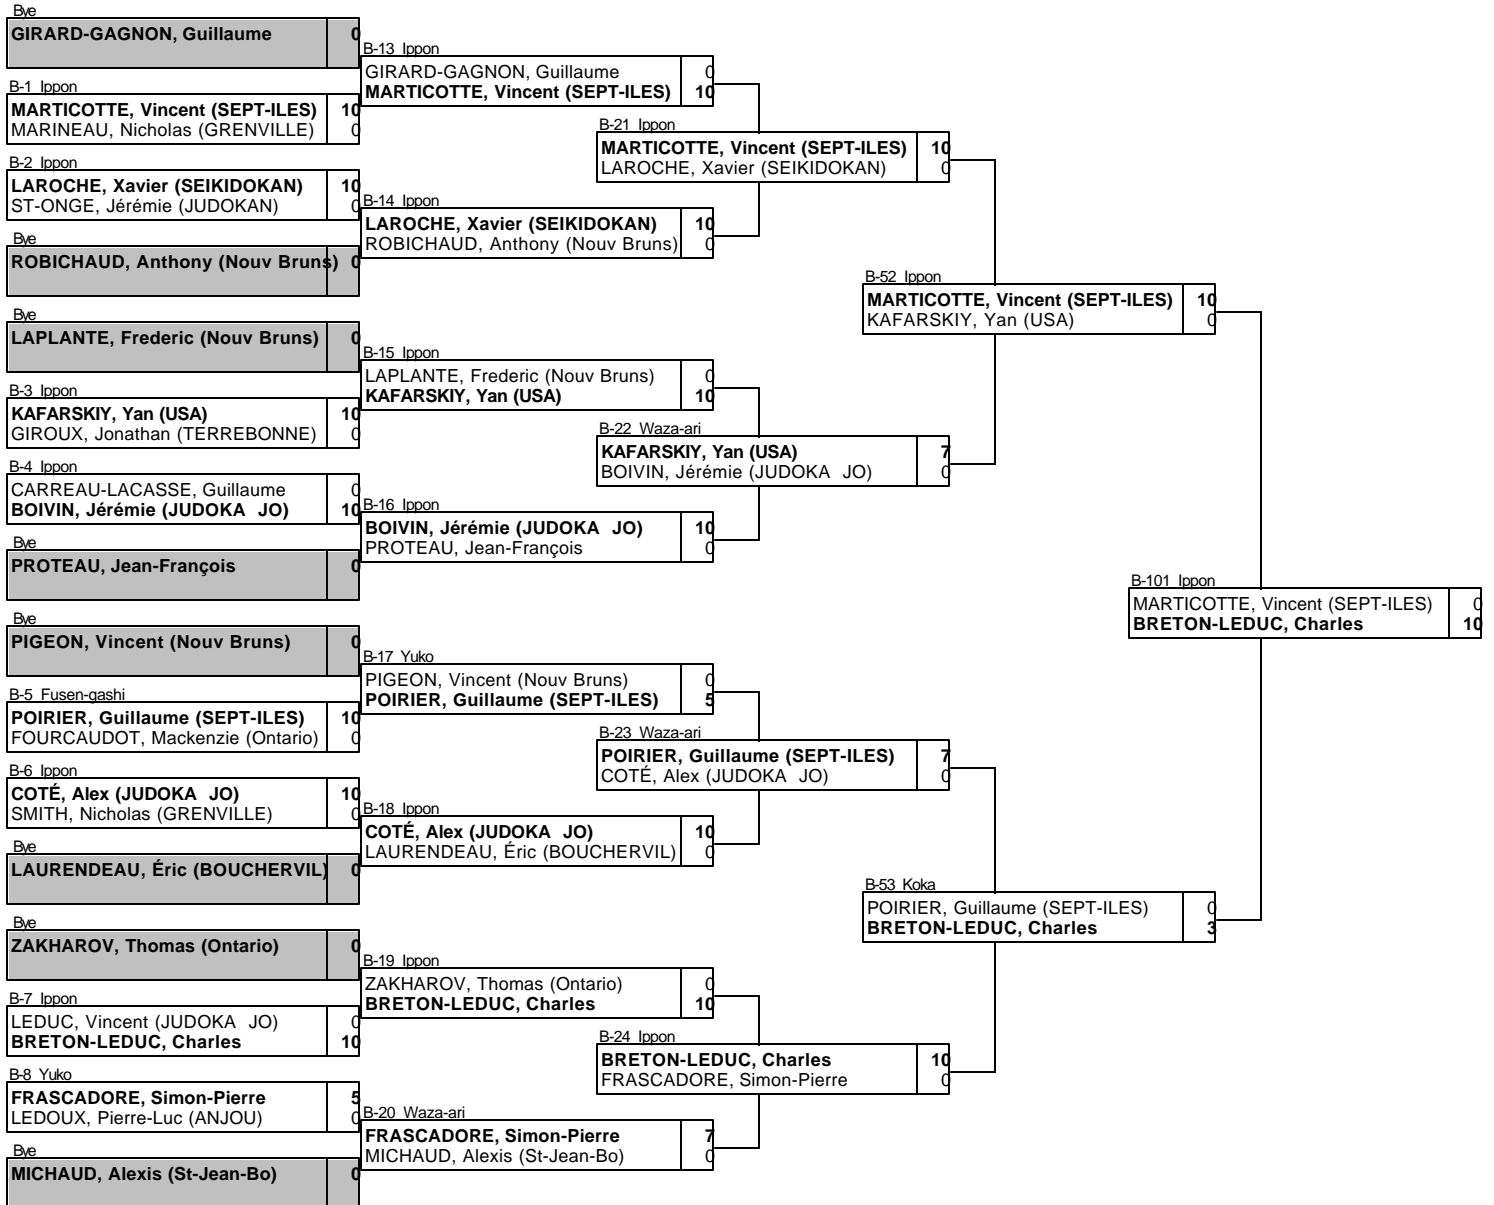 Bye
GIRARD-GAGNON, Guillaume 0
B-1 Ippon
MARTICOTTE, Vincent (SEPT-ILES) 10
MARINEAU, Nicholas (GRENVILLE) 0
B-2 Ippon
LAROCHE, Xavier (SEIKIDOKAN) 10
ST-ONGE, Jérémie (JUDOKAN) 0
Bye
ROBICHAUD, Anthony (Nouv Bruns) 0
Bye
LAPLANTE, Frederic (Nouv Bruns) 0
B-3 Ippon
KAFARSKIY, Yan (USA) 10
GIROUX, Jonathan (TERREBONNE) 0
B-4 Ippon
CARREAU-LACASSE, Guillaume 0
BOIVIN, Jérémie (JUDOKA JO) 10
Bye
PROTEAU, Jean-François 0
Bye
PIGEON, Vincent (Nouv Bruns) 0
B-5 Fusen-gashi
POIRIER, Guillaume (SEPT-ILES) 10
FOURCAUDOT, Mackenzie (Ontario) 0
B-6 Ippon
COTÉ, Alex (JUDOKA JO) 10
SMITH, Nicholas (GRENVILLE) 0
Bye
LAURENDEAU, Éric (BOUCHERVIL) 0
Bye
ZAKHAROV, Thomas (Ontario) 0
B-7 Ippon
LEDUC, Vincent (JUDOKA JO) 0
BRETON-LEDUC, Charles 10
B-8 Yuko
FRASCADORE, Simon-Pierre 5
LEDOUX, Pierre-Luc (ANJOU) 0
Bye
MICHAUD, Alexis (St-Jean-Bo) 0
B-13 Ippon
GIRARD-GAGNON, Guillaume 0
MARTICOTTE, Vincent (SEPT-ILES) 10
B-14 Ippon
LAROCHE, Xavier (SEIKIDOKAN) 10
ROBICHAUD, Anthony (Nouv Bruns) 0
B-15 Ippon
LAPLANTE, Frederic (Nouv Bruns) 0
KAFARSKIY, Yan (USA) 10
B-16 Ippon
BOIVIN, Jérémie (JUDOKA JO) 10
PROTEAU, Jean-François 0
B-17 Yuko
PIGEON, Vincent (Nouv Bruns) 0
POIRIER, Guillaume (SEPT-ILES) 5
B-18 Ippon
COTÉ, Alex (JUDOKA JO) 10
LAURENDEAU, Éric (BOUCHERVIL) 0
B-19 Ippon
ZAKHAROV, Thomas (Ontario) 0
BRETON-LEDUC, Charles 10
B-20 Waza-ari
FRASCADORE, Simon-Pierre 7
MICHAUD, Alexis (St-Jean-Bo) 0
B-21 Ippon
MARTICOTTE, Vincent (SEPT-ILES) 10
LAROCHE, Xavier (SEIKIDOKAN) 0
B-22 Waza-ari
KAFARSKIY, Yan (USA) 7
BOIVIN, Jérémie (JUDOKA JO) 0
B-23 Waza-ari
POIRIER, Guillaume (SEPT-ILES) 7
COTÉ, Alex (JUDOKA JO) 0
B-24 Ippon
BRETON-LEDUC, Charles 10
FRASCADORE, Simon-Pierre 0
B-52 Ippon
MARTICOTTE, Vincent (SEPT-ILES) 10
KAFARSKIY, Yan (USA) 0
B-53 Koka
POIRIER, Guillaume (SEPT-ILES) 0
BRETON-LEDUC, Charles 3
B-101 Ippon
MARTICOTTE, Vincent (SEPT-ILES) 0
BRETON-LEDUC, Charles 10